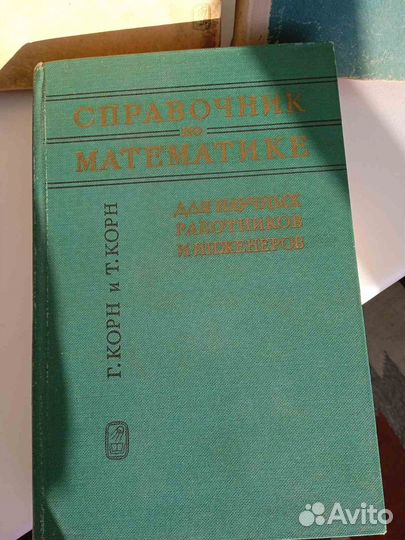 СПРАВОЧНИК
ПО
МАТЕМАТИКЕ
ДЛЯ НАУЧНЫХ
РАБОТНИКОВ
И ИНЖЕНЕРОВ
Г. КОРН И Т. КОРН
Avito